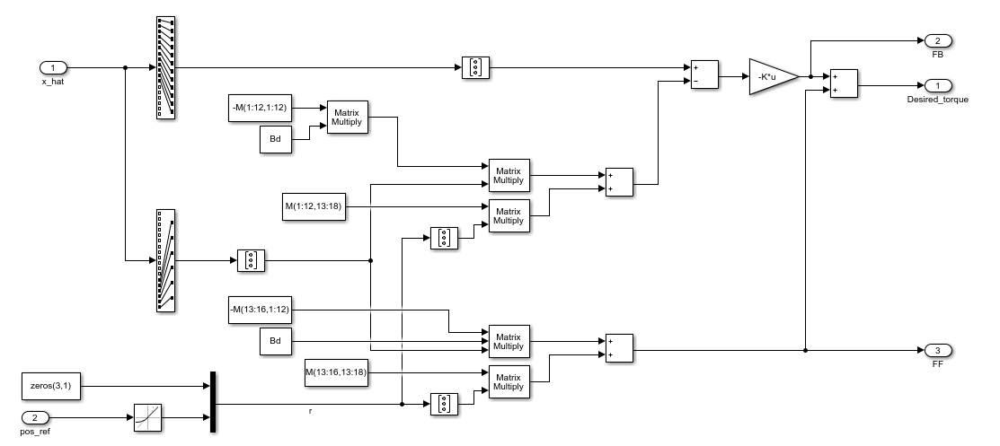 1
x_hat
-M(1:12,1:12)
Bd
Matrix
Multiply
+
−
-K*u
2
FB
+
+
1
Desired_torque
Matrix
Multiply
+
+
M(1:12,13:18)
Matrix
Multiply
-M(13:16,1:12)
Bd
Matrix
Multiply
+
+
3
FF
M(13:16,13:18)
Matrix
Multiply
zeros(3,1)
2
pos_ref
r